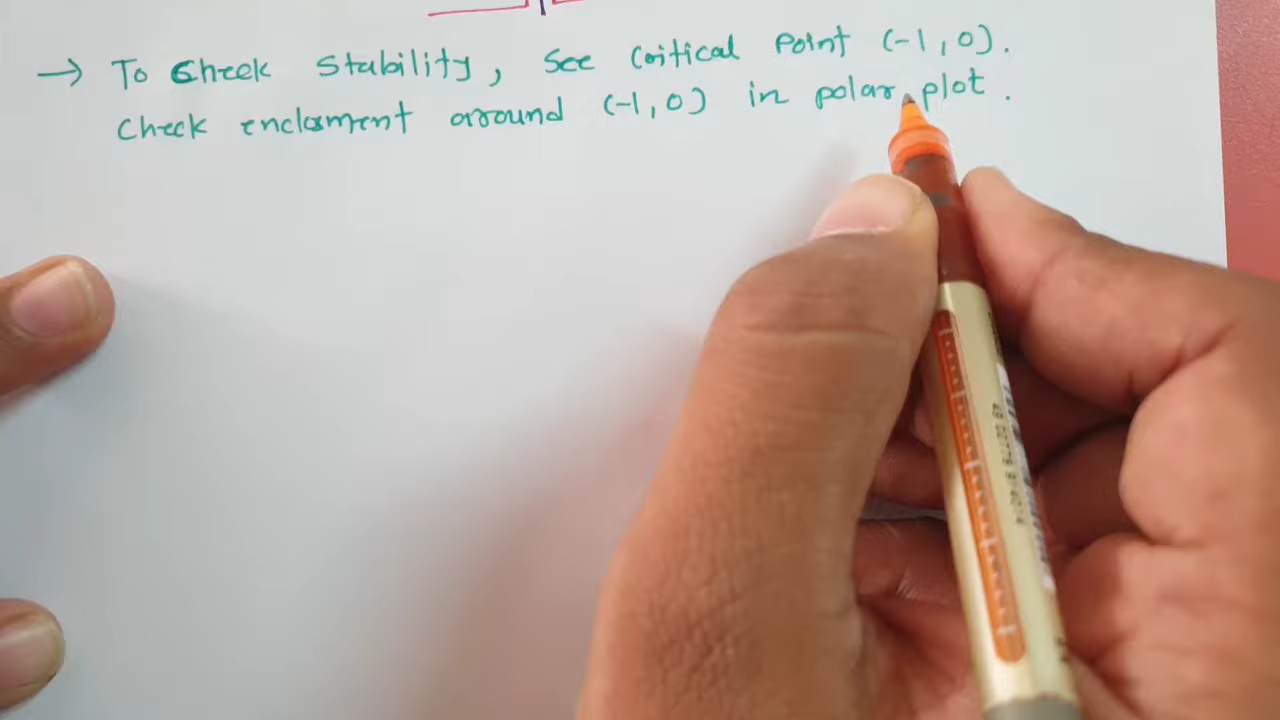 → To Check Stability, See Critical Point (-1, 0).
Check enclosment around (-1, 0) in polar plot.